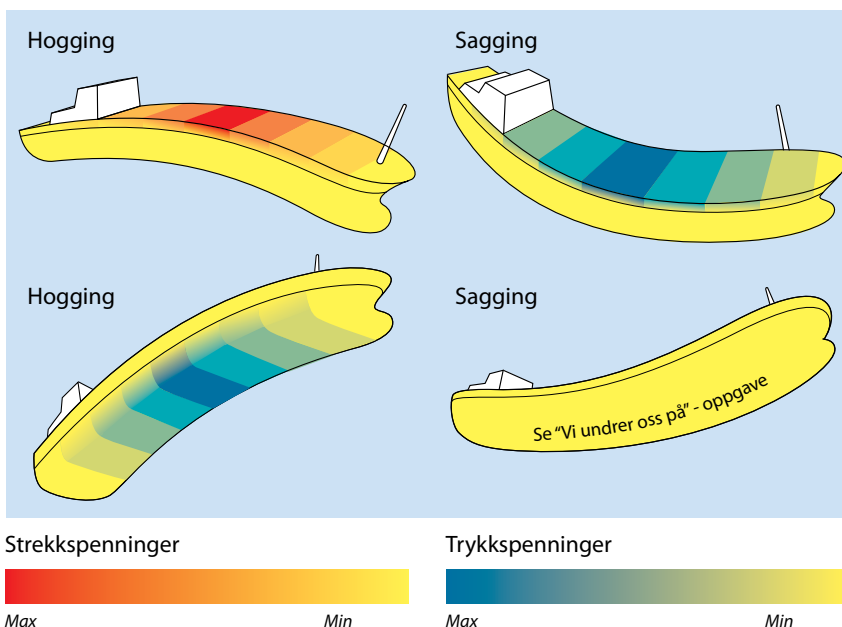 Hogging
Sagging
Hogging
Sagging
Se “Vi undrer oss på” - oppgave
Strekkspenninger
Trykkspenninger
Max
Min
Max
Min